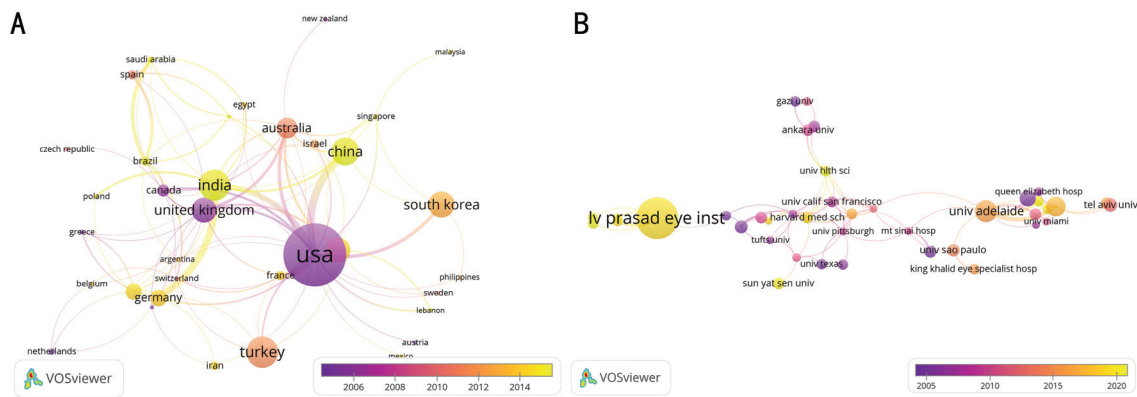 A
new zealand
malaysia
saudi arabia
spain
egypt
singapore
australia
israel
china
czech republic
brazil
india
canada
poland
united kingdom
south korea
greece
usa
argentina
belgium
switzerland
france
germany
philippines
sweden
lebanon
netherlands
turkey
iran
austria
mexico
VOSviewer
2006 2008 2010 2012 2014
B
gazi univ
ankara univ
univ hlth sci
queen elizabeth hosp
univ calif san francisco
tel aviv univ
lv prasad eye inst
harvard med sch
univ adelaide
univ miami
tufts univ
univ pittsburgh
mt sinai hosp
univ sao paulo
univ texas
king khalid eye specialist hosp
sun yat sen univ
VOSviewer
2005 2010 2015 2020